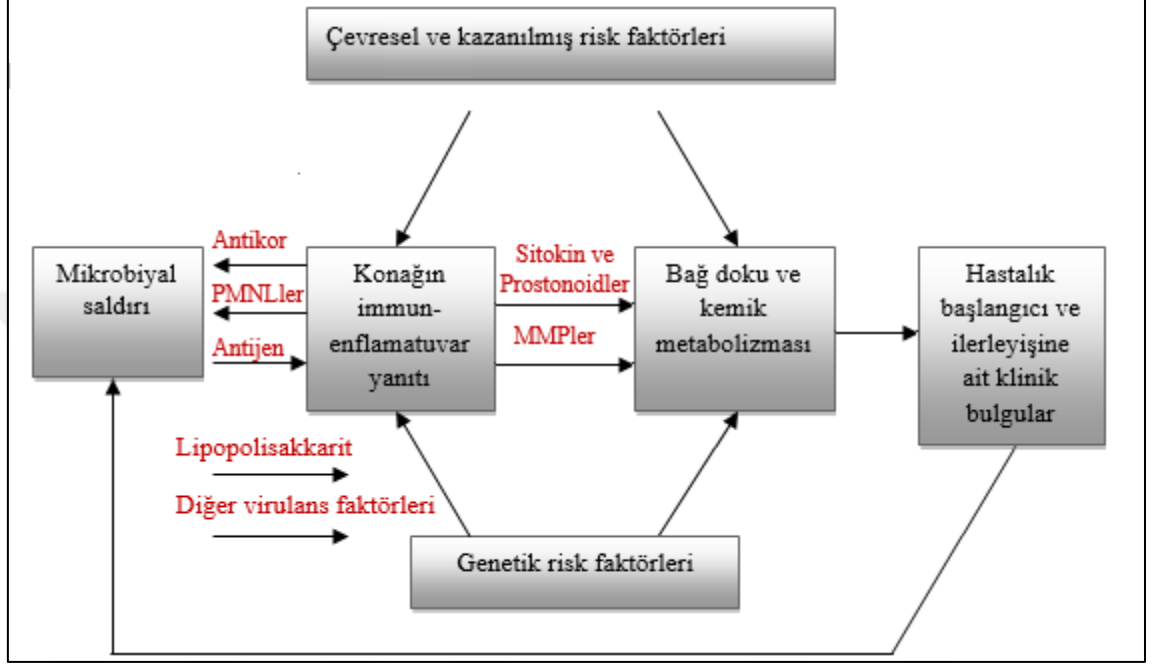 Çevresel ve kazanılmış risk faktörleri
Mikrobiyal
saldırı
Antikor
PMNLler
Antijen
Konağın
immun-
enflamatuvar
yanıtı
Sitokin ve
Prostonoidler
MMPler
Bağ doku ve
kemik
metabolizması
Hastalık
başlangıcı ve
ilerleyişine
ait klinik
bulgular
Lipopolisakkarit
Diğer virulans faktörleri
Genetik risk faktörleri